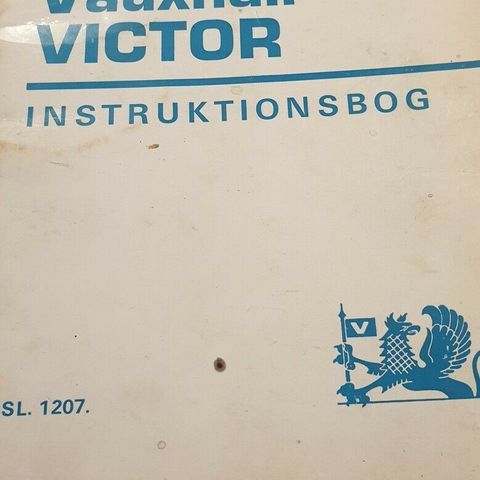 Vauxhall
VICTOR
INSTRUKTIONSBOG
V
SL. 1207.